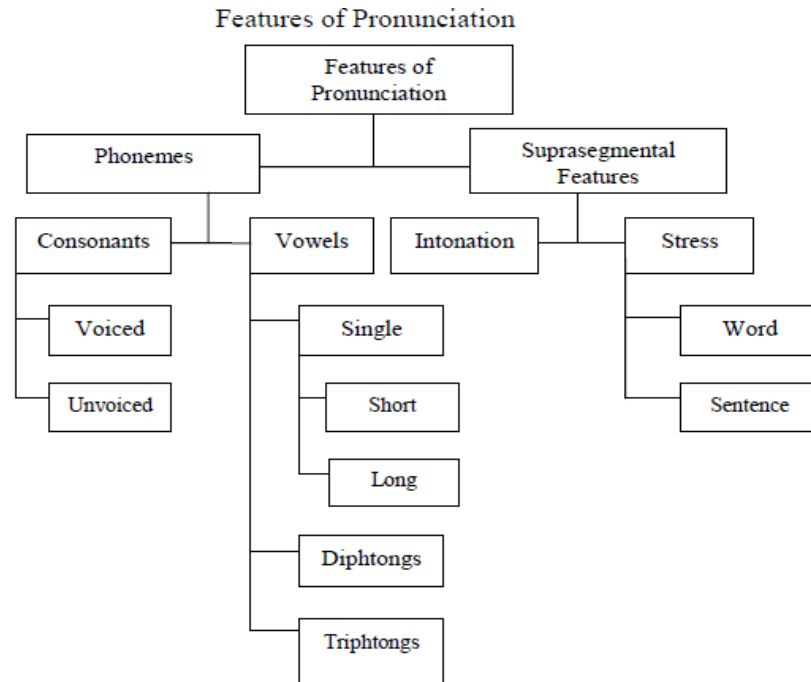 Features of Pronunciation
Features of
Pronunciation
Phonemes
Suprasegmental
Features
Consonants
Vowels
Intonation
Stress
Voiced
Single
Word
Unvoiced
Short
Sentence
Long
Diphtongs
Triphtongs